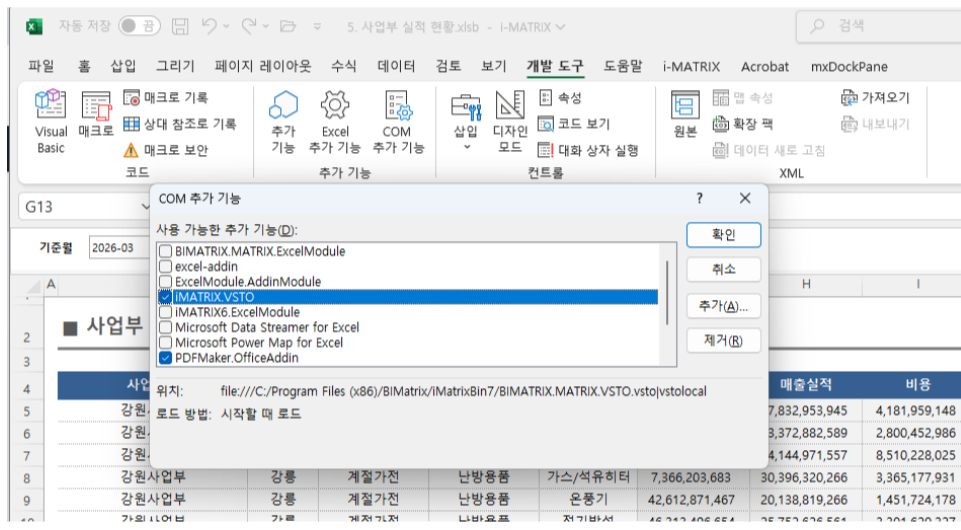 자동 저장 끔 5. 사업부 실적 현황.xlsb - i-MATRIX 검색
파일 홈 삽입 그리기 페이지 레이아웃 수식 데이터 검토 보기 개발 도구 도움말 i-MATRIX Acrobat mxDockPane
매크로 기록 속성 맵 속성 가져오기
상대 참조로 기록 코드 보기 확장 팩 내보내기
Visual Basic 매크로 추가 기능 Excel 추가 기능 COM 추가 기능 삽입 디자인 모드 원본
매크로 보안 대화 상자 실행 데이터 새로 고침
코드 추가 기능 컨트롤 XML
G13
COM 추가 기능 ?
사용 가능한 추가 기능(D):
BIMATRIX.MATRIX.ExcelModule
excel-addin
ExcelModule.AddinModule
iMATRIX.VSTO
iMATRIX6.ExcelModule
Microsoft Data Streamer for Excel
Microsoft Power Map for Excel
PDFMaker.OfficeAddin
확인
취소
추가(A)...
제거(R)
위치: file:///C:/Program Files (x86)/BIMatrix/iMatrixBin7/BIMATRIX.MATRIX.VSTO.vsto|vstolocal
로드 방법: 시작할 때 로드
기준월 2026-03
A H I
2 ■ 사업부
3
4 매출실적 비용
5 7,832,953,945 4,181,959,148
6 3,372,882,589 2,800,452,986
7 4,144,971,557 8,510,228,025
8 강원사업부 강릉 계절가전 난방용품 가스/석유히터 7,366,203,683 30,396,320,266 3,365,177,931
9 강원사업부 강릉 계절가전 난방용품 온풍기 42,612,871,467 20,138,819,266 1,451,724,178